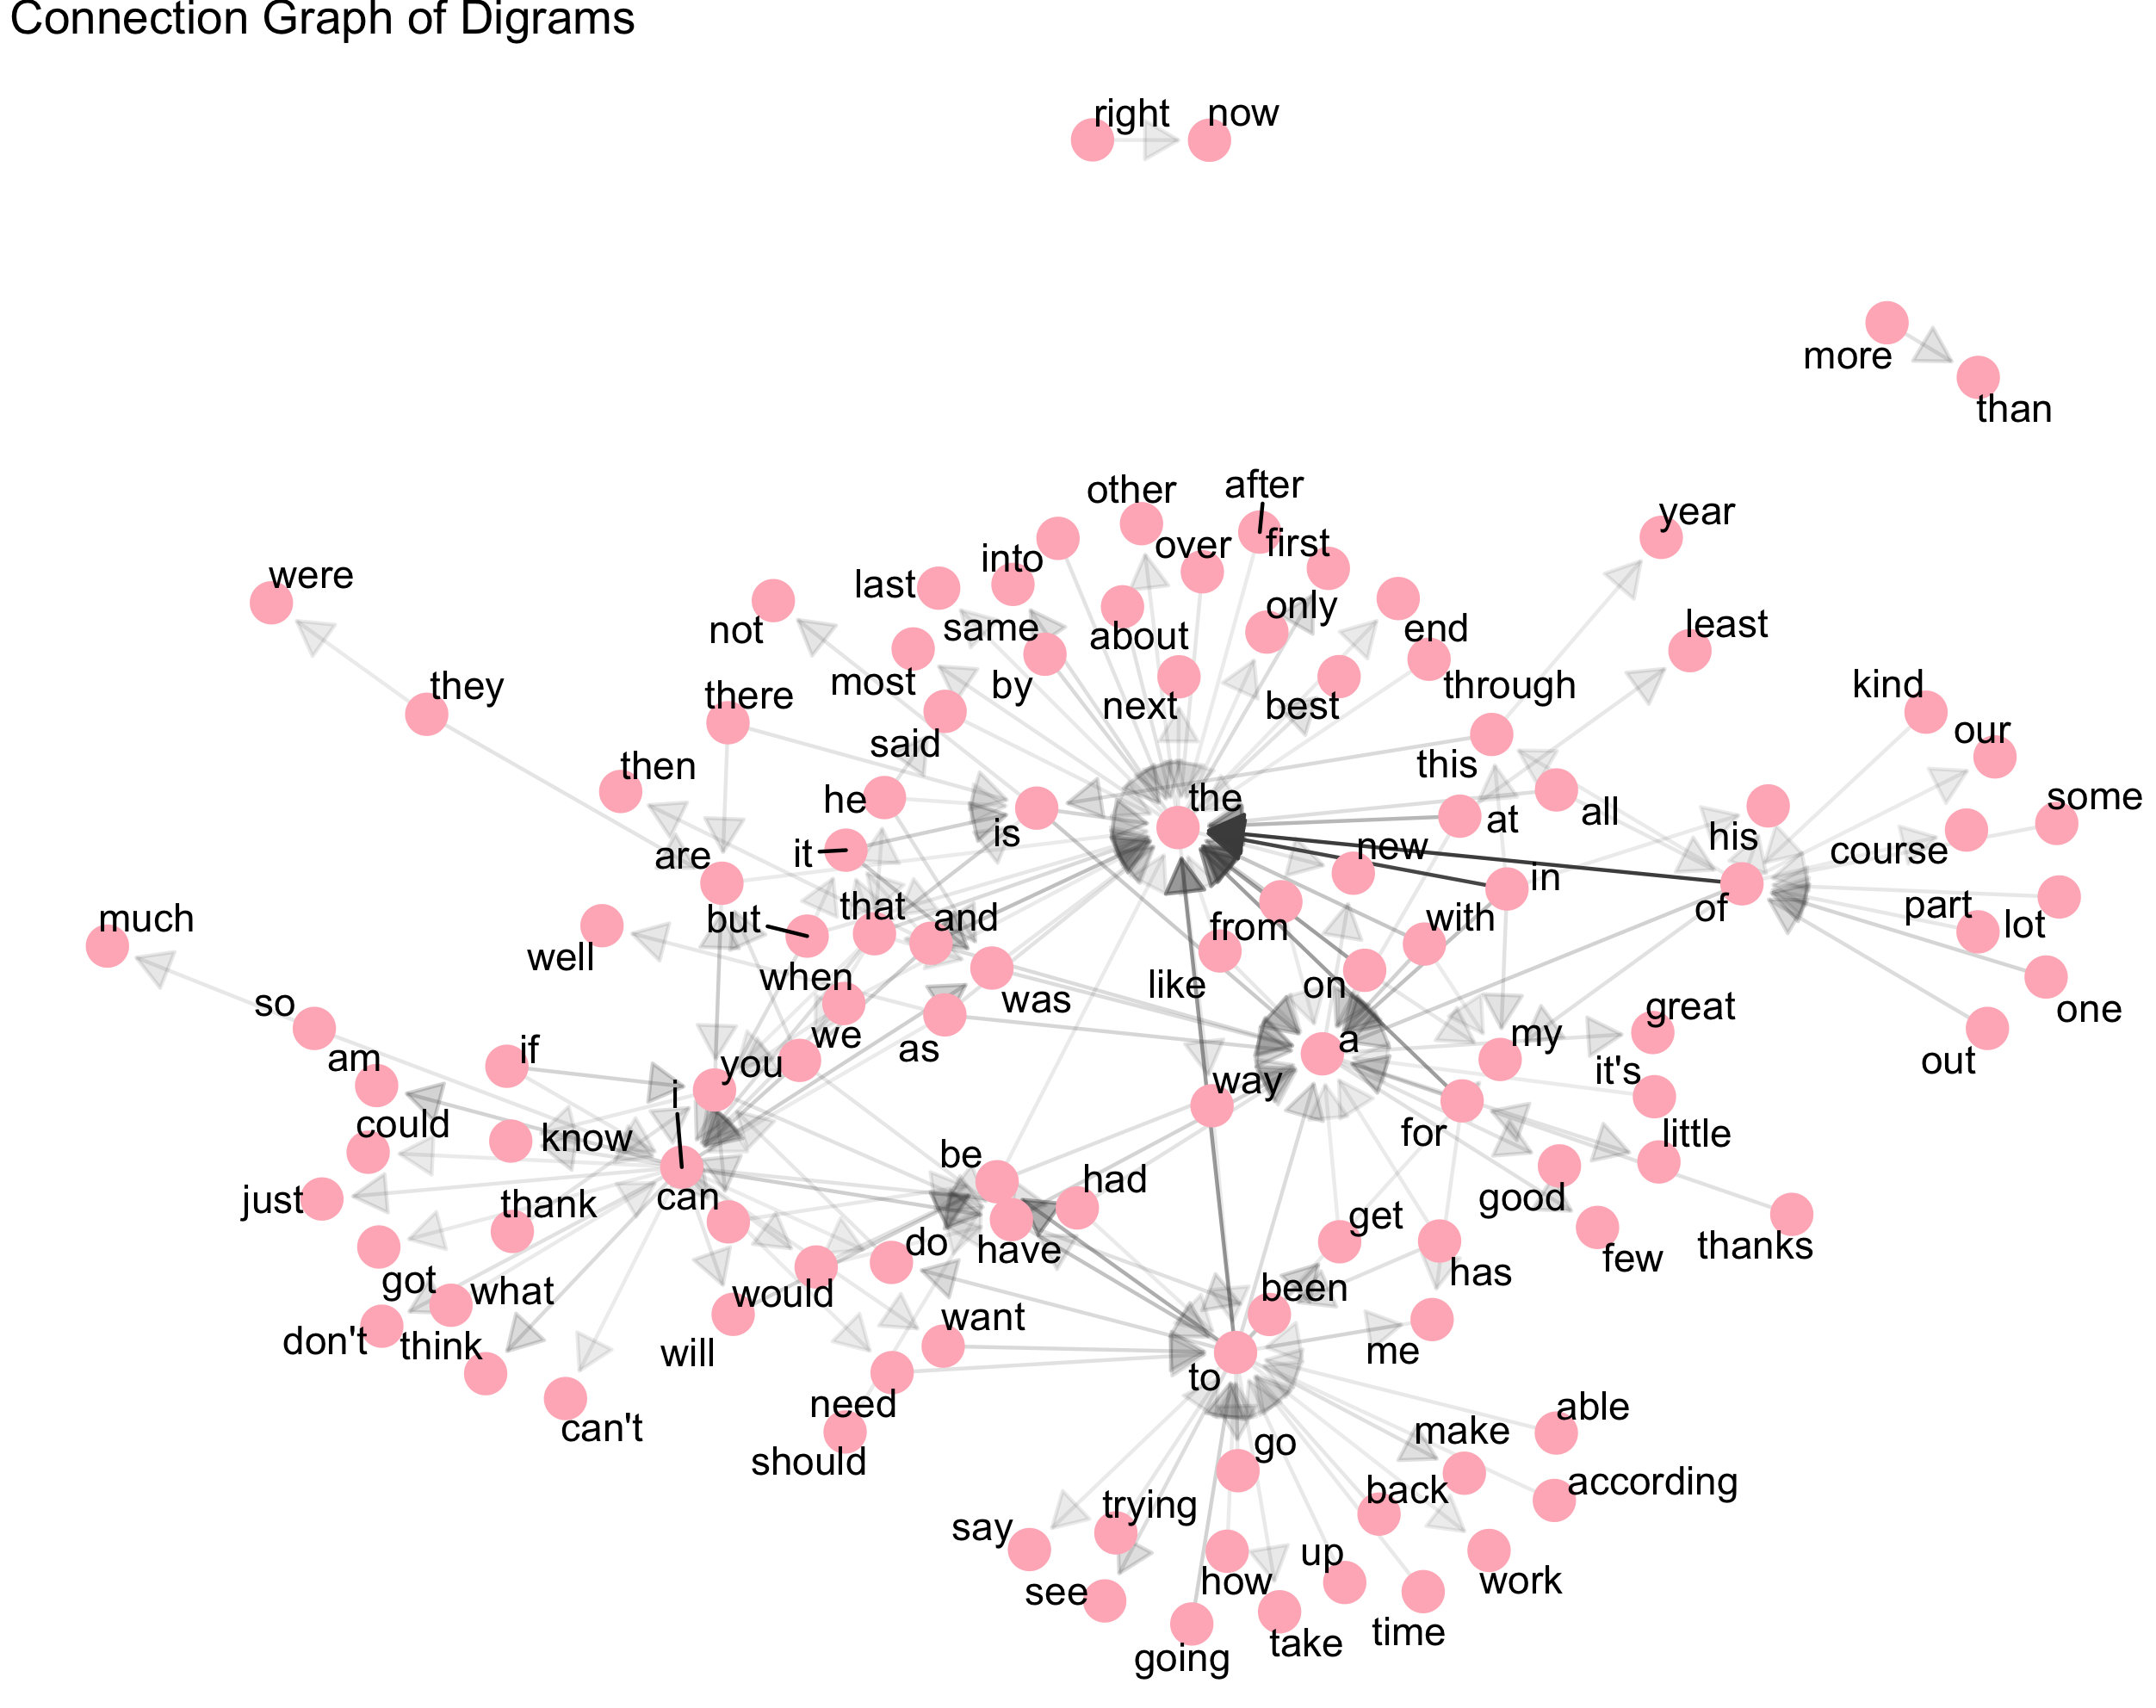 Connection Graph of Digrams
right
now
more
than
other
after
year
over
first
into
were
last
only
least
not
same
about
end
they
there
most
by
next
best
through
kind
our
said
then
this
he
the
at
all
some
it
is
his
are
new
course
in
but
that
and
from
with
of
part
lot
much
well
when
like
on
was
great
one
so
we
as
my
am
if
you
a
it's
out
i
way
could
know
for
little
be
just
thank
can
had
good
get
do
have
few
thanks
got
what
would
been
has
don't
think
want
will
to
me
need
able
can't
should
go
make
back
according
say
trying
up
see
how
work
going
take
time